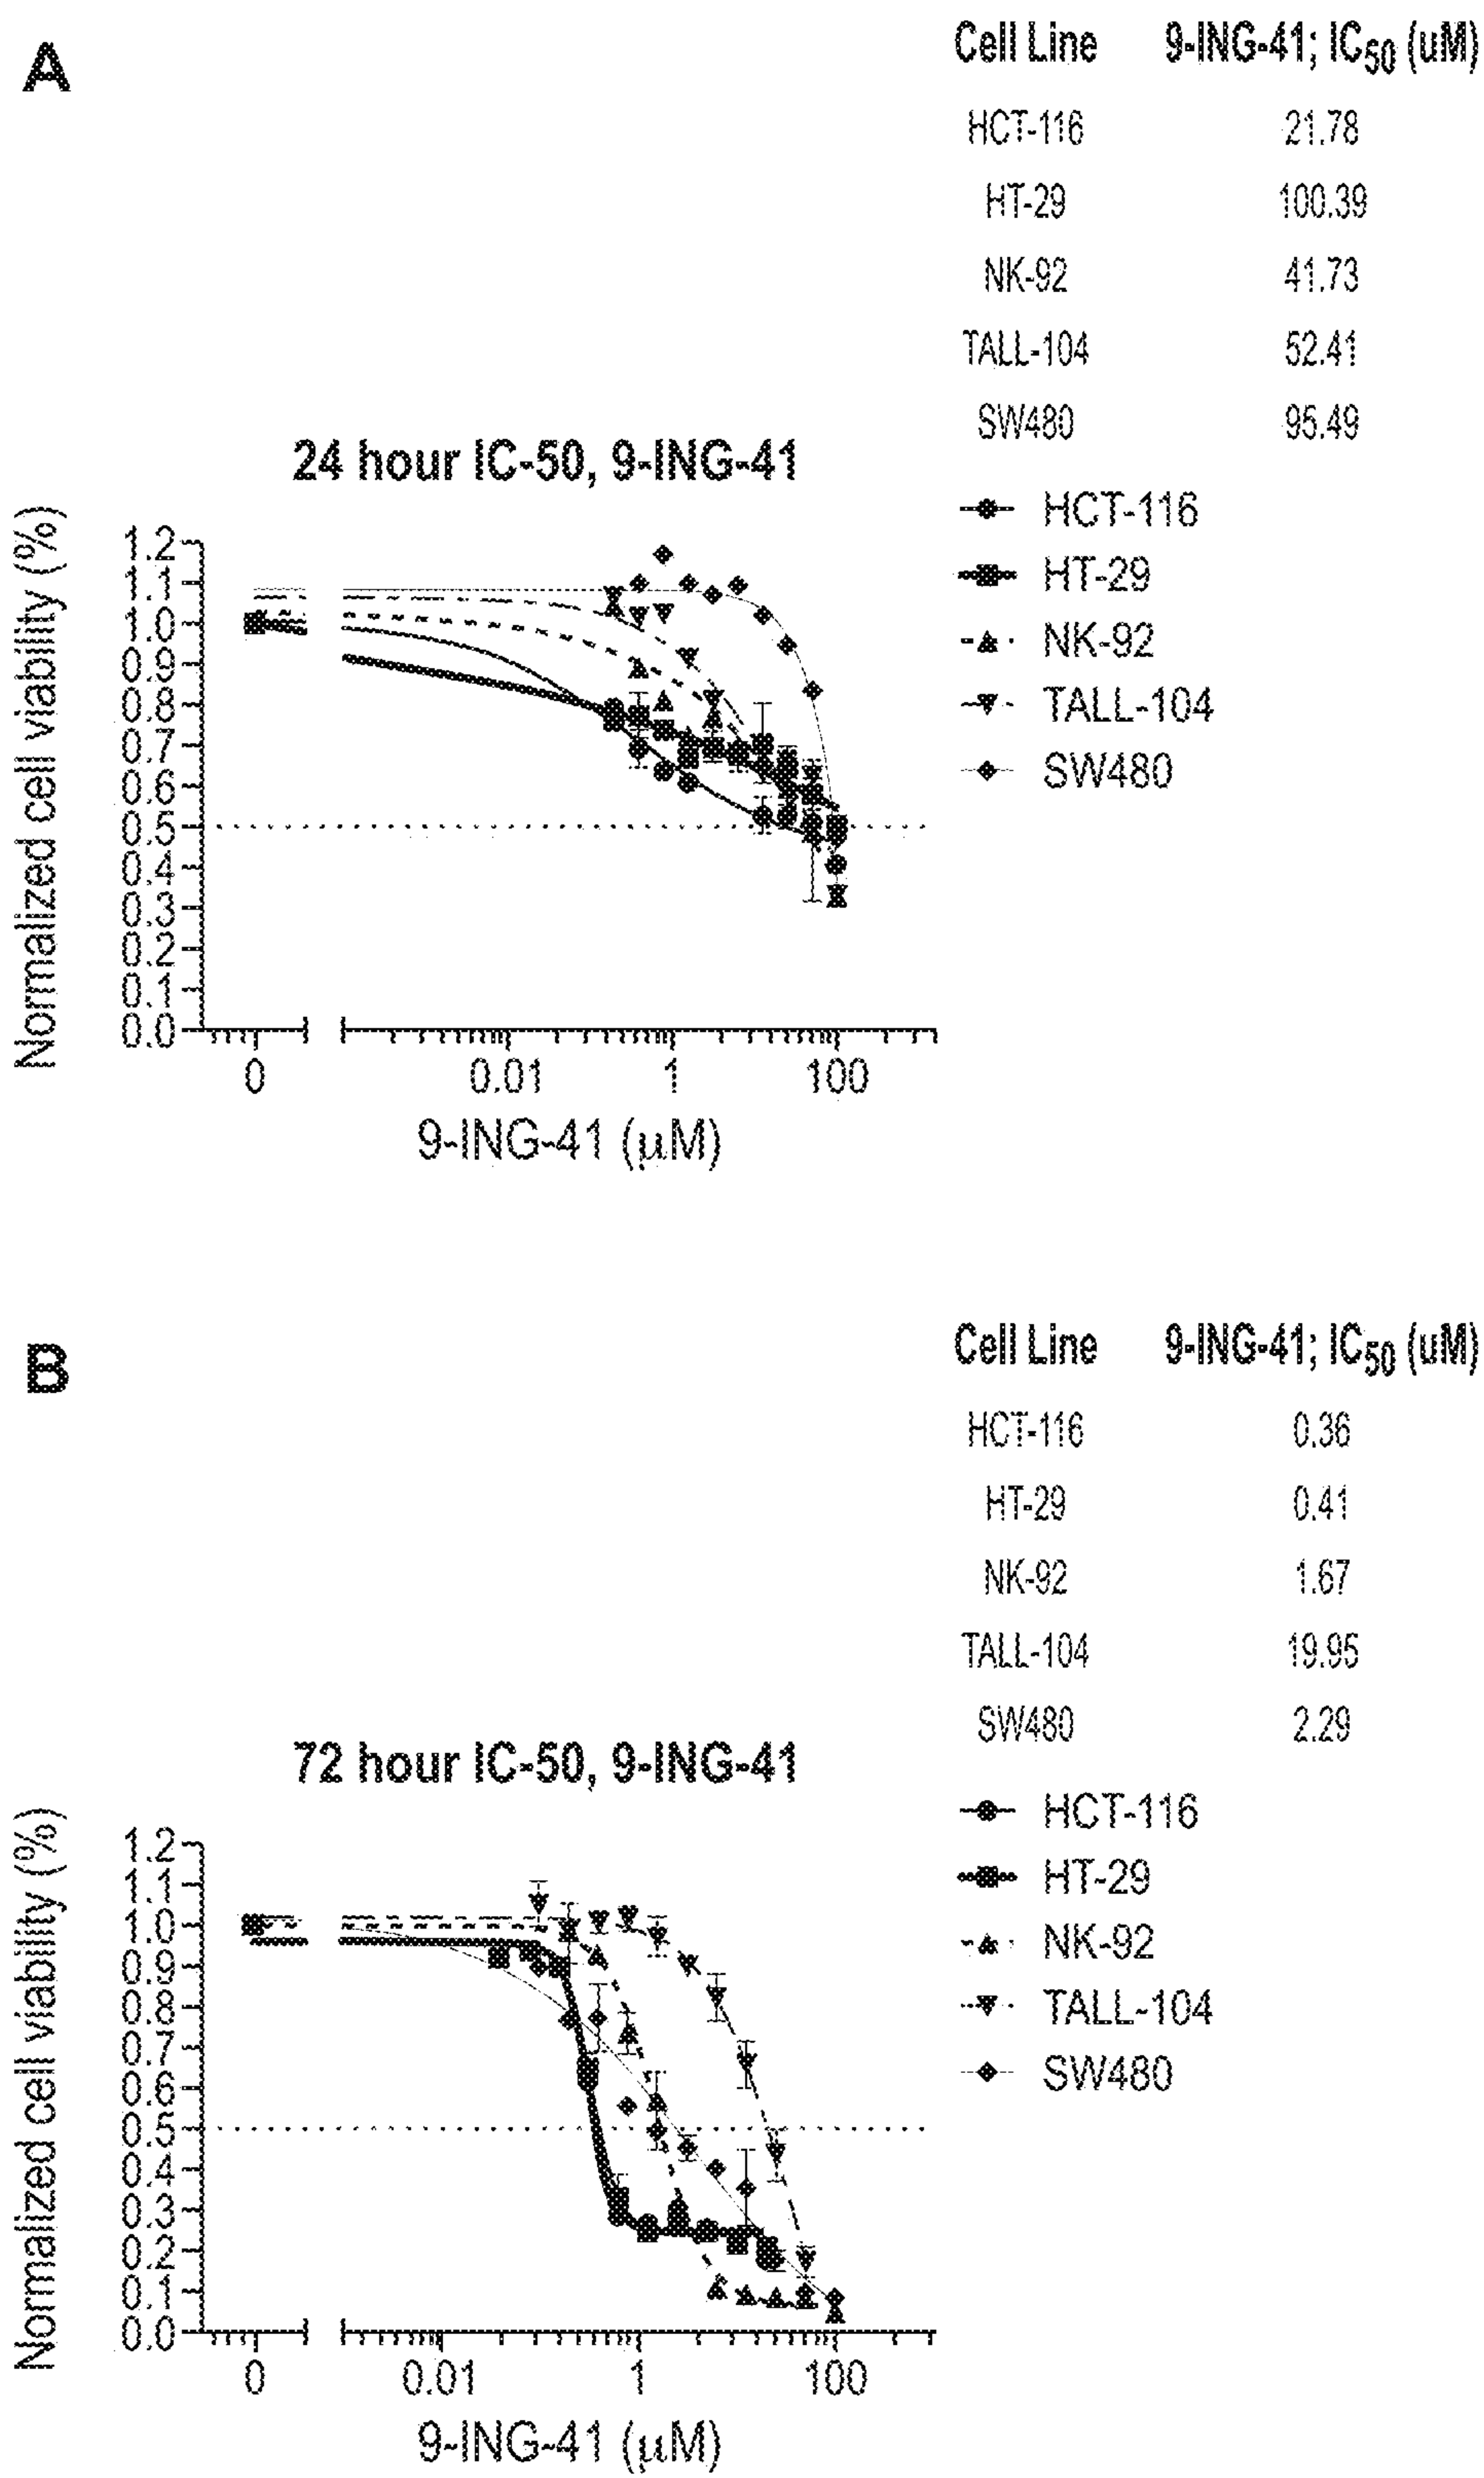 A
Cell Line 9-ING-41; IC50 (uM)
HCT-116 21.78
HT-29 100.39
NK-92 41.73
TALL-104 52.41
SW480 95.49
24 hour IC-50, 9-ING-41
HCT-116
HT-29
NK-92
TALL-104
SW480
Normalized cell viability (%)
1.2
1.1
1.0
0.9
0.8
0.7
0.6
0.5
0.4
0.3
0.2
0.1
0.0
0 0.01 1 100
9-ING-41 (μM)
B
Cell Line 9-ING-41; IC50 (uM)
HCT-116 0.36
HT-29 0.41
NK-92 1.67
TALL-104 19.95
SW480 2.29
72 hour IC-50, 9-ING-41
HCT-116
HT-29
NK-92
TALL-104
SW480
Normalized cell viability (%)
1.2
1.1
1.0
0.9
0.8
0.7
0.6
0.5
0.4
0.3
0.2
0.1
0.0
0 0.01 1 100
9-ING-41 (μM)